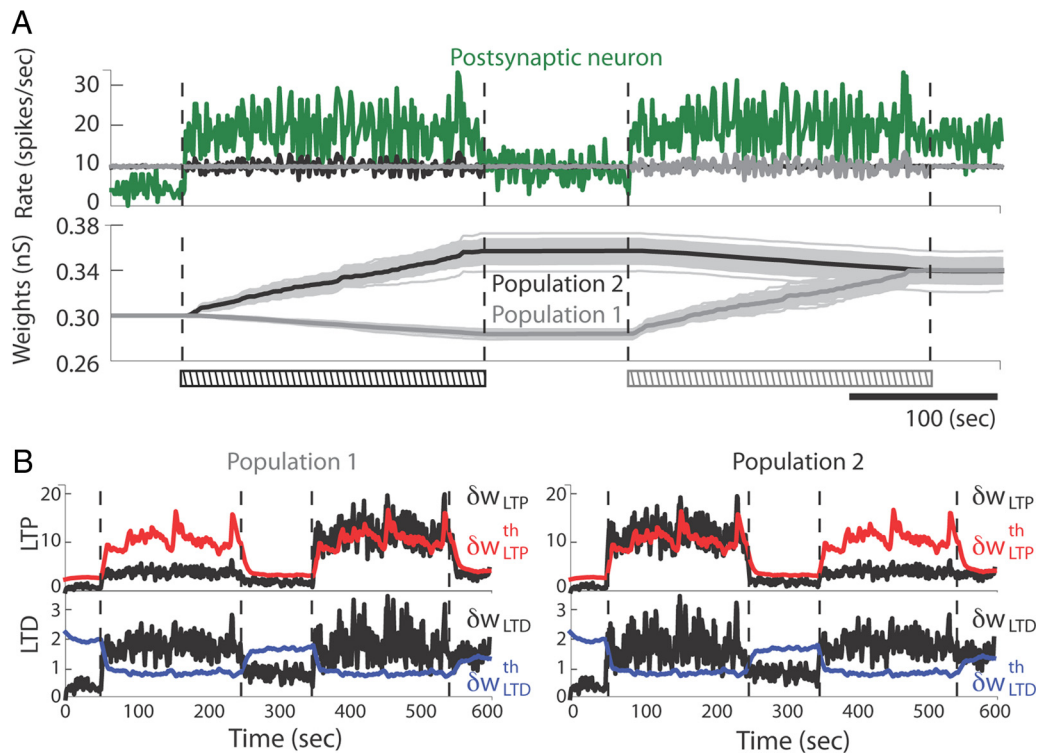 A
Postsynaptic neuron
Rate (spikes/sec)
30
20
10
0
Weights (nS)
0.38
0.34
0.30
0.26
Population 2
Population 1
100 (sec)
B
Population 1
Population 2
LTP
20
10
0
δw LTP
δw th LTP
LTD
3
2
1
0
δw LTD
δw th LTD
0 100 200 300 400 500 600
Time (sec)
20
10
0
δw LTP
δw th LTP
3
2
1
0
δw LTD
δw th LTD
0 100 200 300 400 500 600
Time (sec)